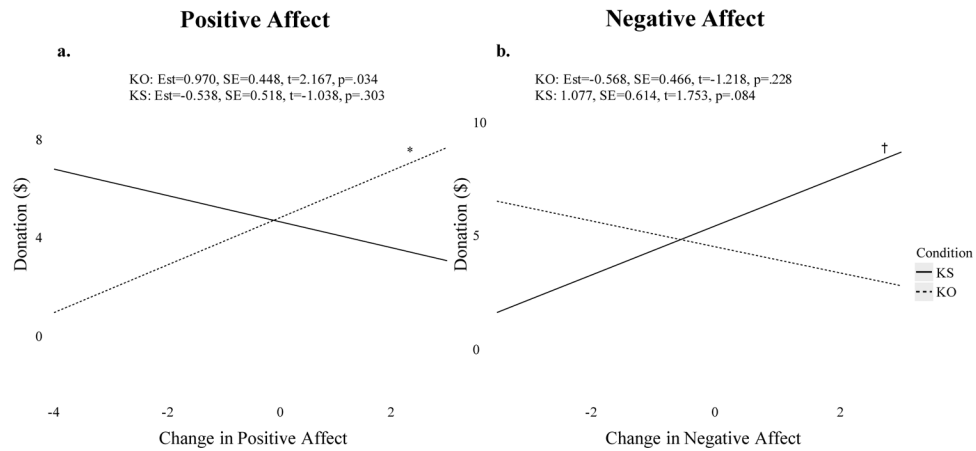 Positive Affect
Negative Affect
a.
KO: Est=0.970, SE=0.448, t=2.167, p=.034
KS: Est=-0.538, SE=0.518, t=-1.038, p=.303
8
*
4
0
Donation ($)
-4
-2
0
2
Change in Positive Affect
b.
KO: Est=-0.568, SE=0.466, t=-1.218, p=.228
KS: 1.077, SE=0.614, t=1.753, p=.084
10
†
5
0
Donation ($)
-2
0
2
Change in Negative Affect
Condition
KS
KO